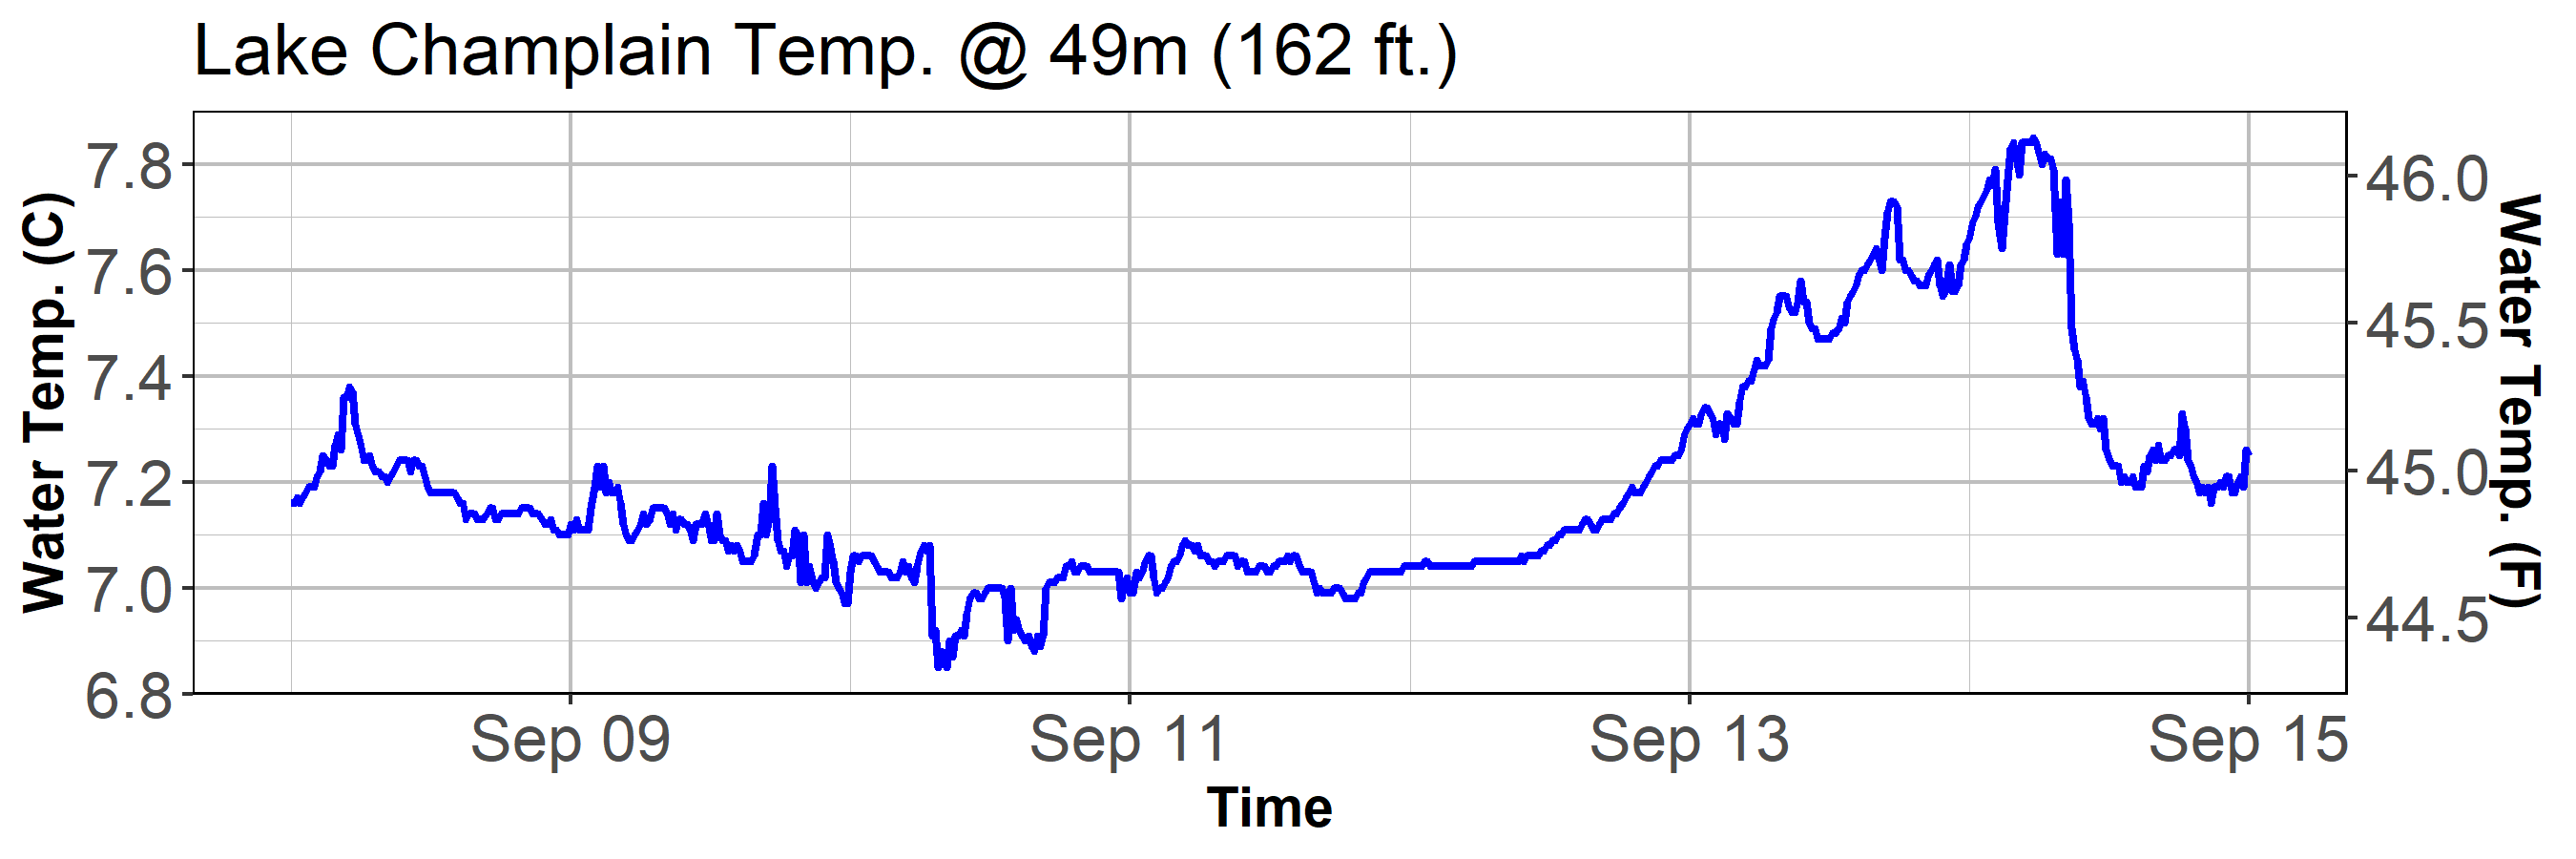 Lake Champlain Temp. @ 49m (162 ft.)
Water Temp. (C)
7.8
7.6
7.4
7.2
7.0
6.8
46.0
45.5
45.0
44.5
Water Temp. (F)
Sep 09 Sep 11 Sep 13 Sep 15
Time